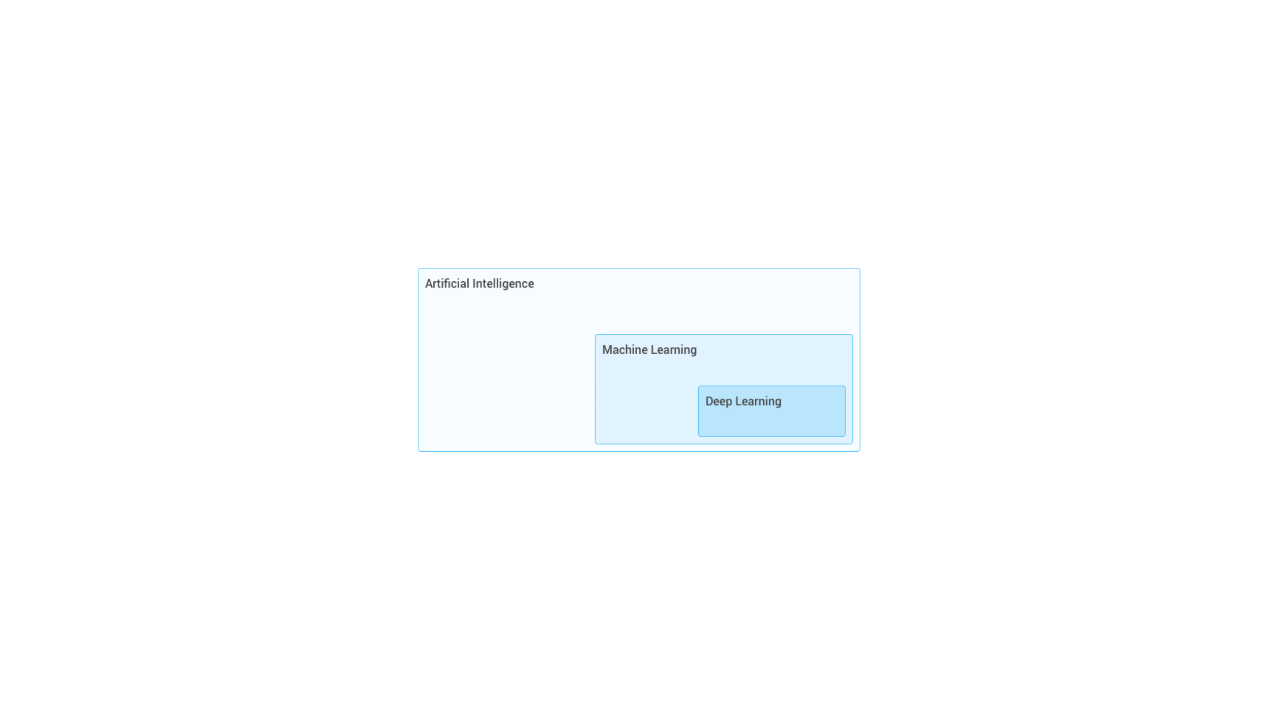 Artificial Intelligence
Machine Learning
Deep Learning